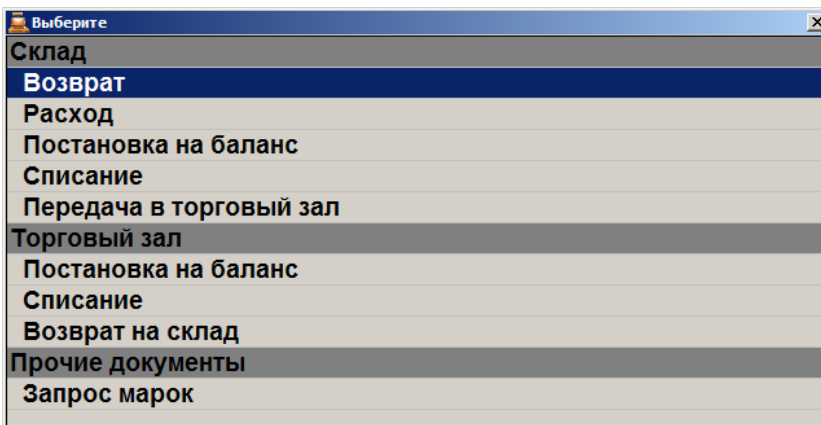 Выберите
Склад
Возврат
Расход
Постановка на баланс
Списание
Передача в торговый зал
Торговый зал
Постановка на баланс
Списание
Возврат на склад
Прочие документы
Запрос марок